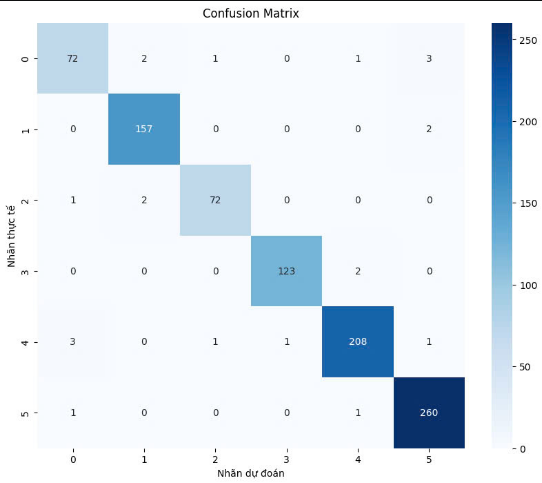 Confusion Matrix
0 72 2 1 0 1 3
1 0 157 0 0 0 2
2 1 2 72 0 0 0
3 0 0 0 123 2 0
4 3 0 1 1 208 1
5 1 0 0 0 1 260
0 1 2 3 4 5
Nhãn dự đoán
Nhãn thực tế
250
200
150
100
50
0